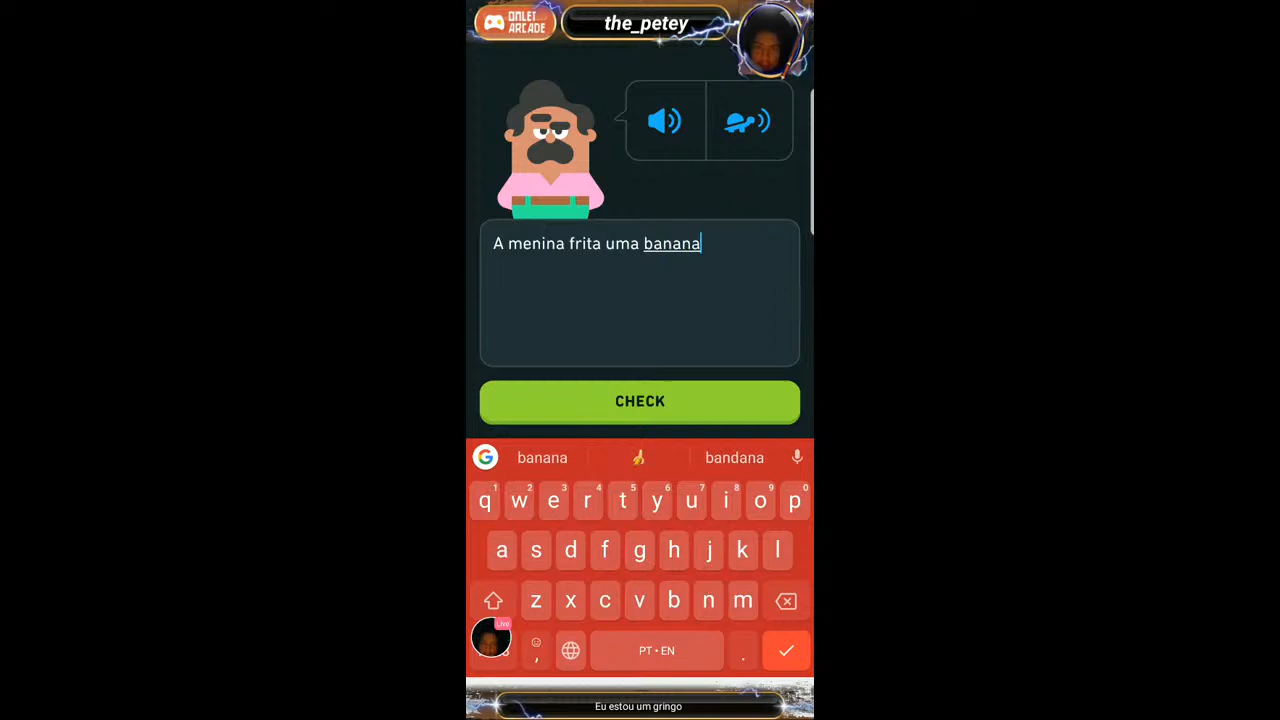 OMLET
ARCADE
the_petey
A menina frita uma banana
CHECK
banana 🍌 bandana
1 2 3 4 5 6 7 8 9 0
q w e r t y u i o p
a s d f g h j k l
z x c v b n m
Live
, PT • EN .
Eu estou um gringo